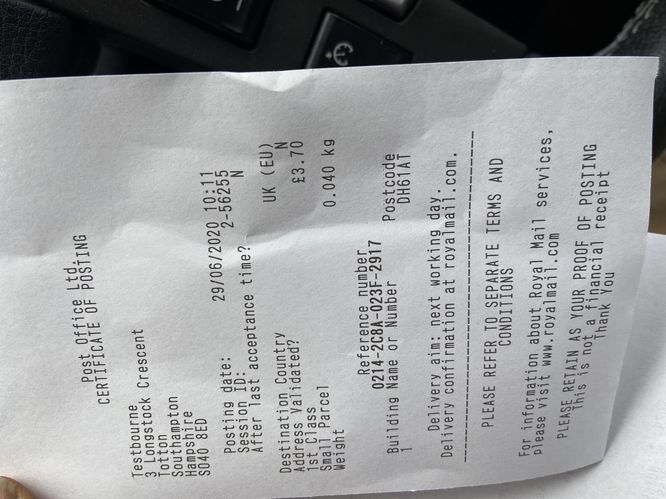 Post Office Ltd.
CERTIFICATE OF POSTING
Testbourne
3 Longstock Crescent
Totton
Southampton
Hampshire
SO40 8ED
Posting date: 29/06/2020 10:11
Session ID: 2-56255
After last acceptance time? N
Destination Country UK (EU)
Address Validated? N
1st Class £3.70
Small Parcel
Weight 0.040 kg
Reference number
0214-2C8A-023F-2917
Building Name or Number Postcode
1 DH61AT
Delivery aim: next working day.
Delivery confirmation at royalmail.com.
PLEASE REFER TO SEPARATE TERMS AND
CONDITIONS
For information about Royal Mail services,
please visit www.royalmail.com
PLEASE RETAIN AS YOUR PROOF OF POSTING
This is not a financial receipt
Thank You